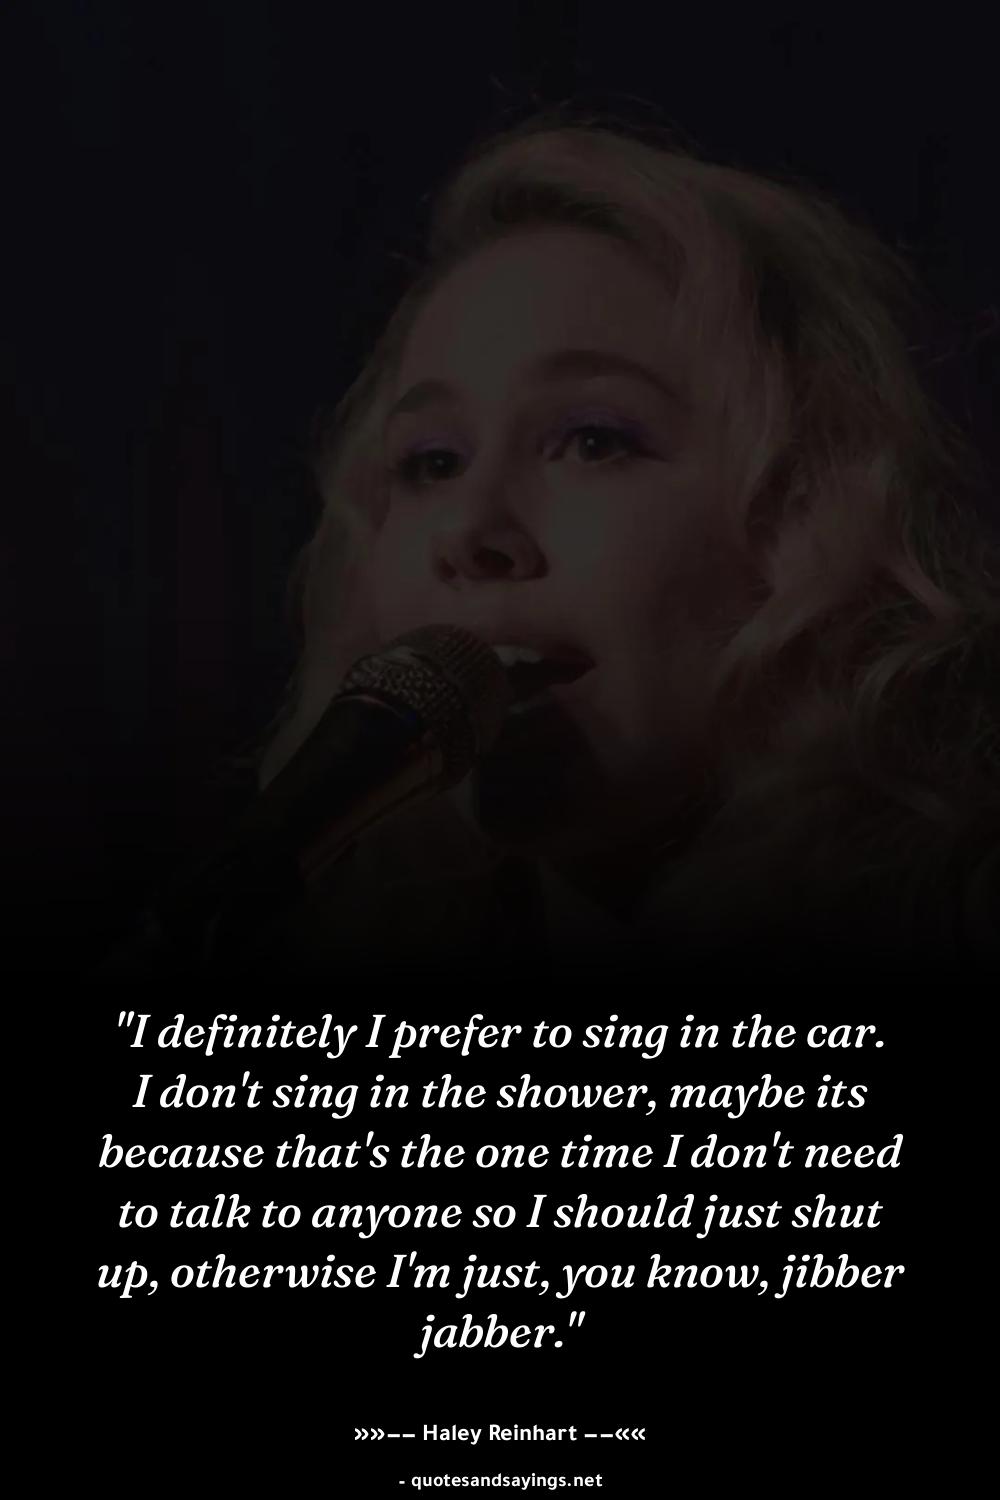 "I definitely I prefer to sing in the car.
I don't sing in the shower, maybe its
because that's the one time I don't need
to talk to anyone so I should just shut
up, otherwise I'm just, you know, jibber
jabber."
»»–– Haley Reinhart ––««
- quotesandsayings.net